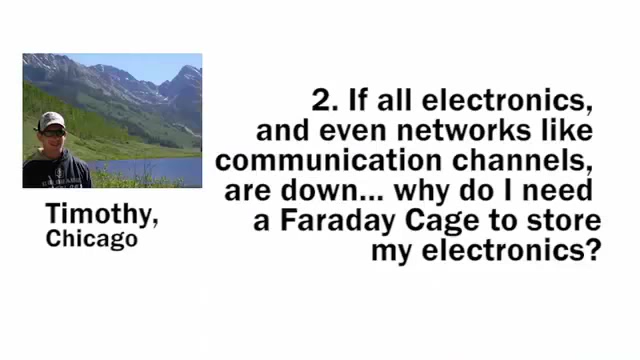 2. If all electronics,
and even networks like
communication channels,
are down... why do I need
a Faraday Cage to store
my electronics?
Timothy,
Chicago